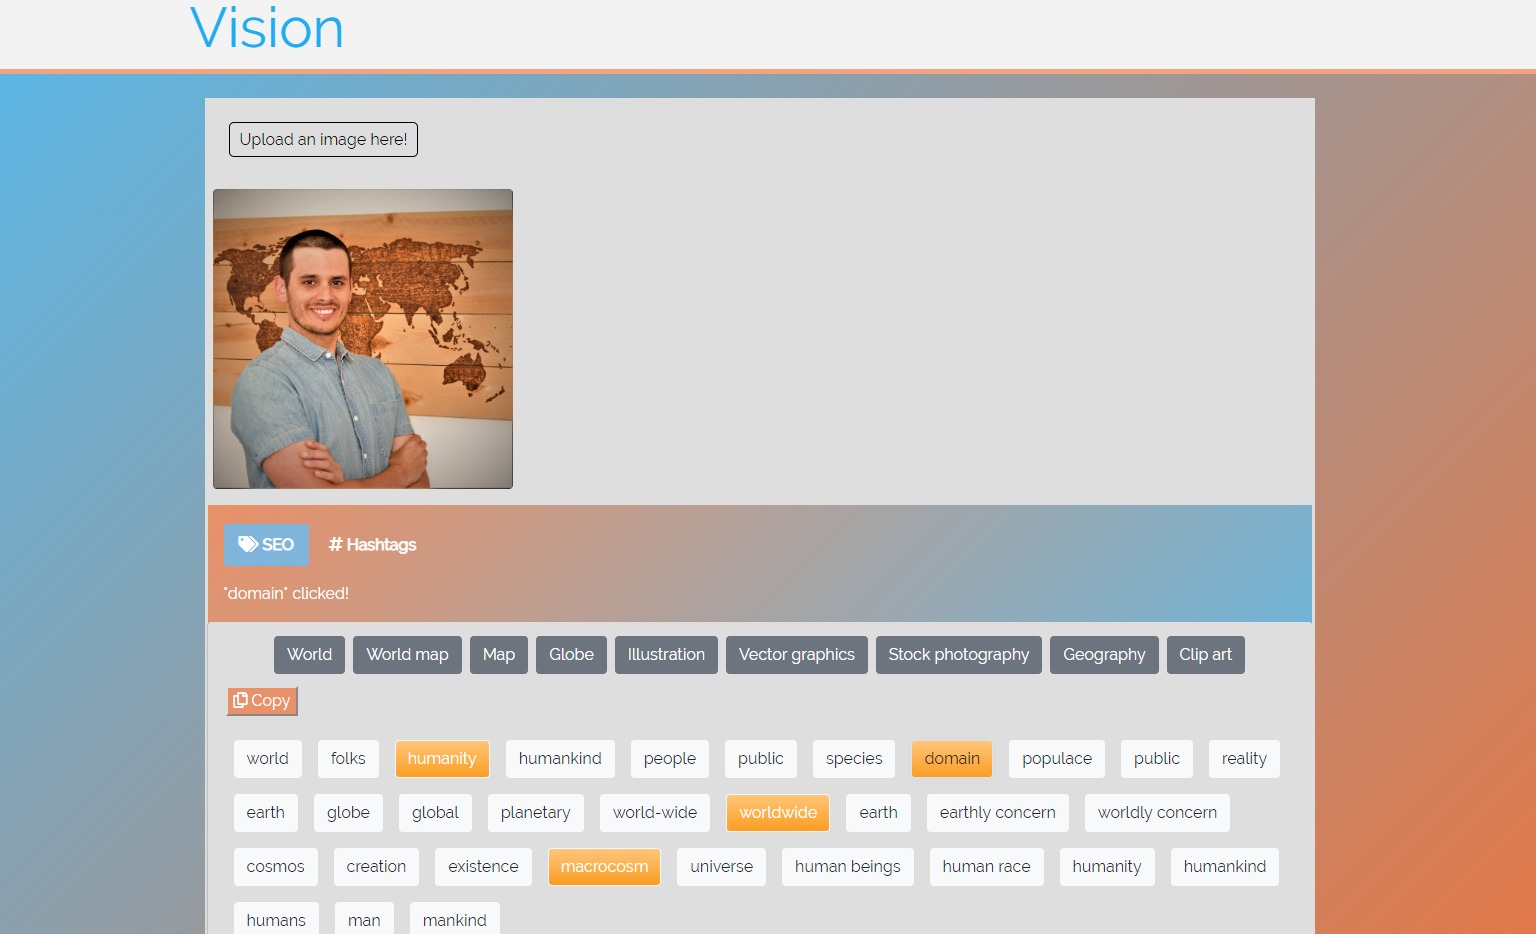 Vision
Upload an image here!
SEO # Hashtags
"domain" clicked!
World World map Map Globe Illustration Vector graphics Stock photography Geography Clip art
Copy
world folks humanity humankind people public species domain populace public reality
earth globe global planetary world-wide worldwide earth earthly concern worldly concern
cosmos creation existence macrocosm universe human beings human race humanity humankind
humans man mankind